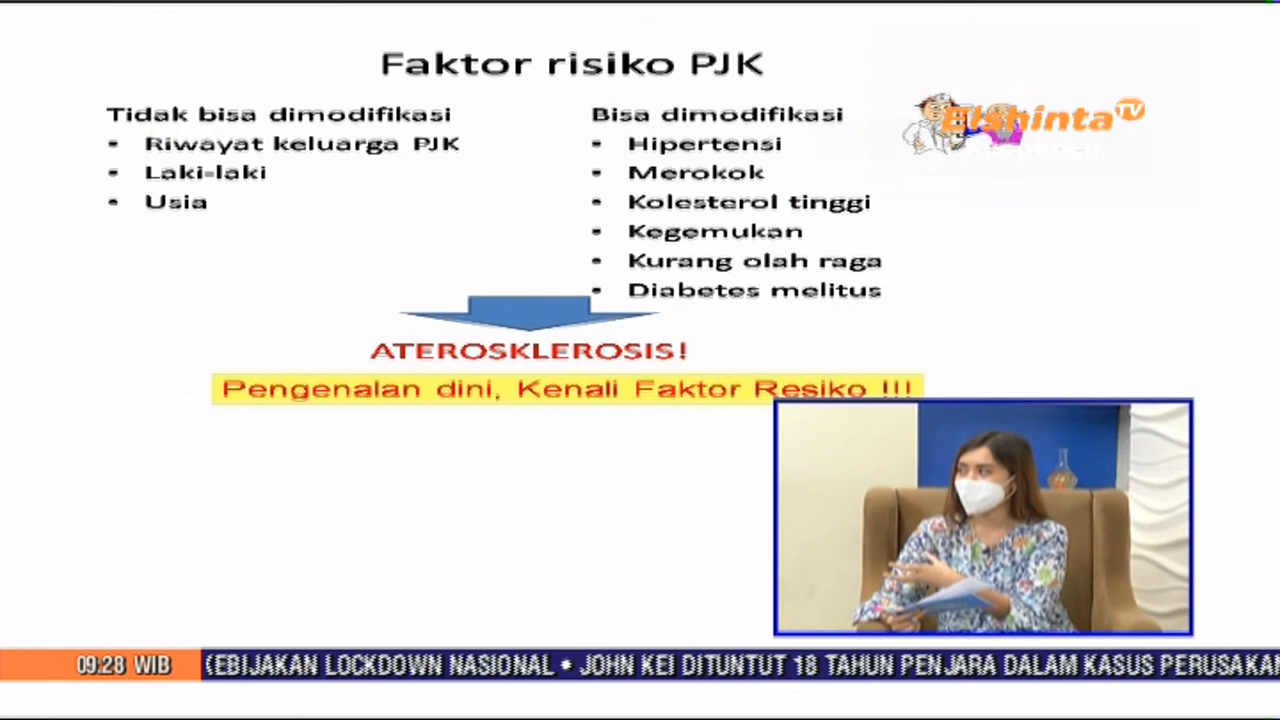 Faktor risiko PJK
Tidak bisa dimodifikasi
• Riwayat keluarga PJK
• Laki-laki
• Usia
Bisa dimodifikasi
• Hipertensi
• Merokok
• Kolesterol tinggi
• Kegemukan
• Kurang olah raga
• Diabetes melitus
Elshinta TV
ATEROSKLEROSIS!
Pengenalan dini, Kenali Faktor Resiko !!!
09:28 WIB
KEBIJAKAN LOCKDOWN NASIONAL • JOHN KEI DITUNTUT 18 TAHUN PENJARA DALAM KASUS